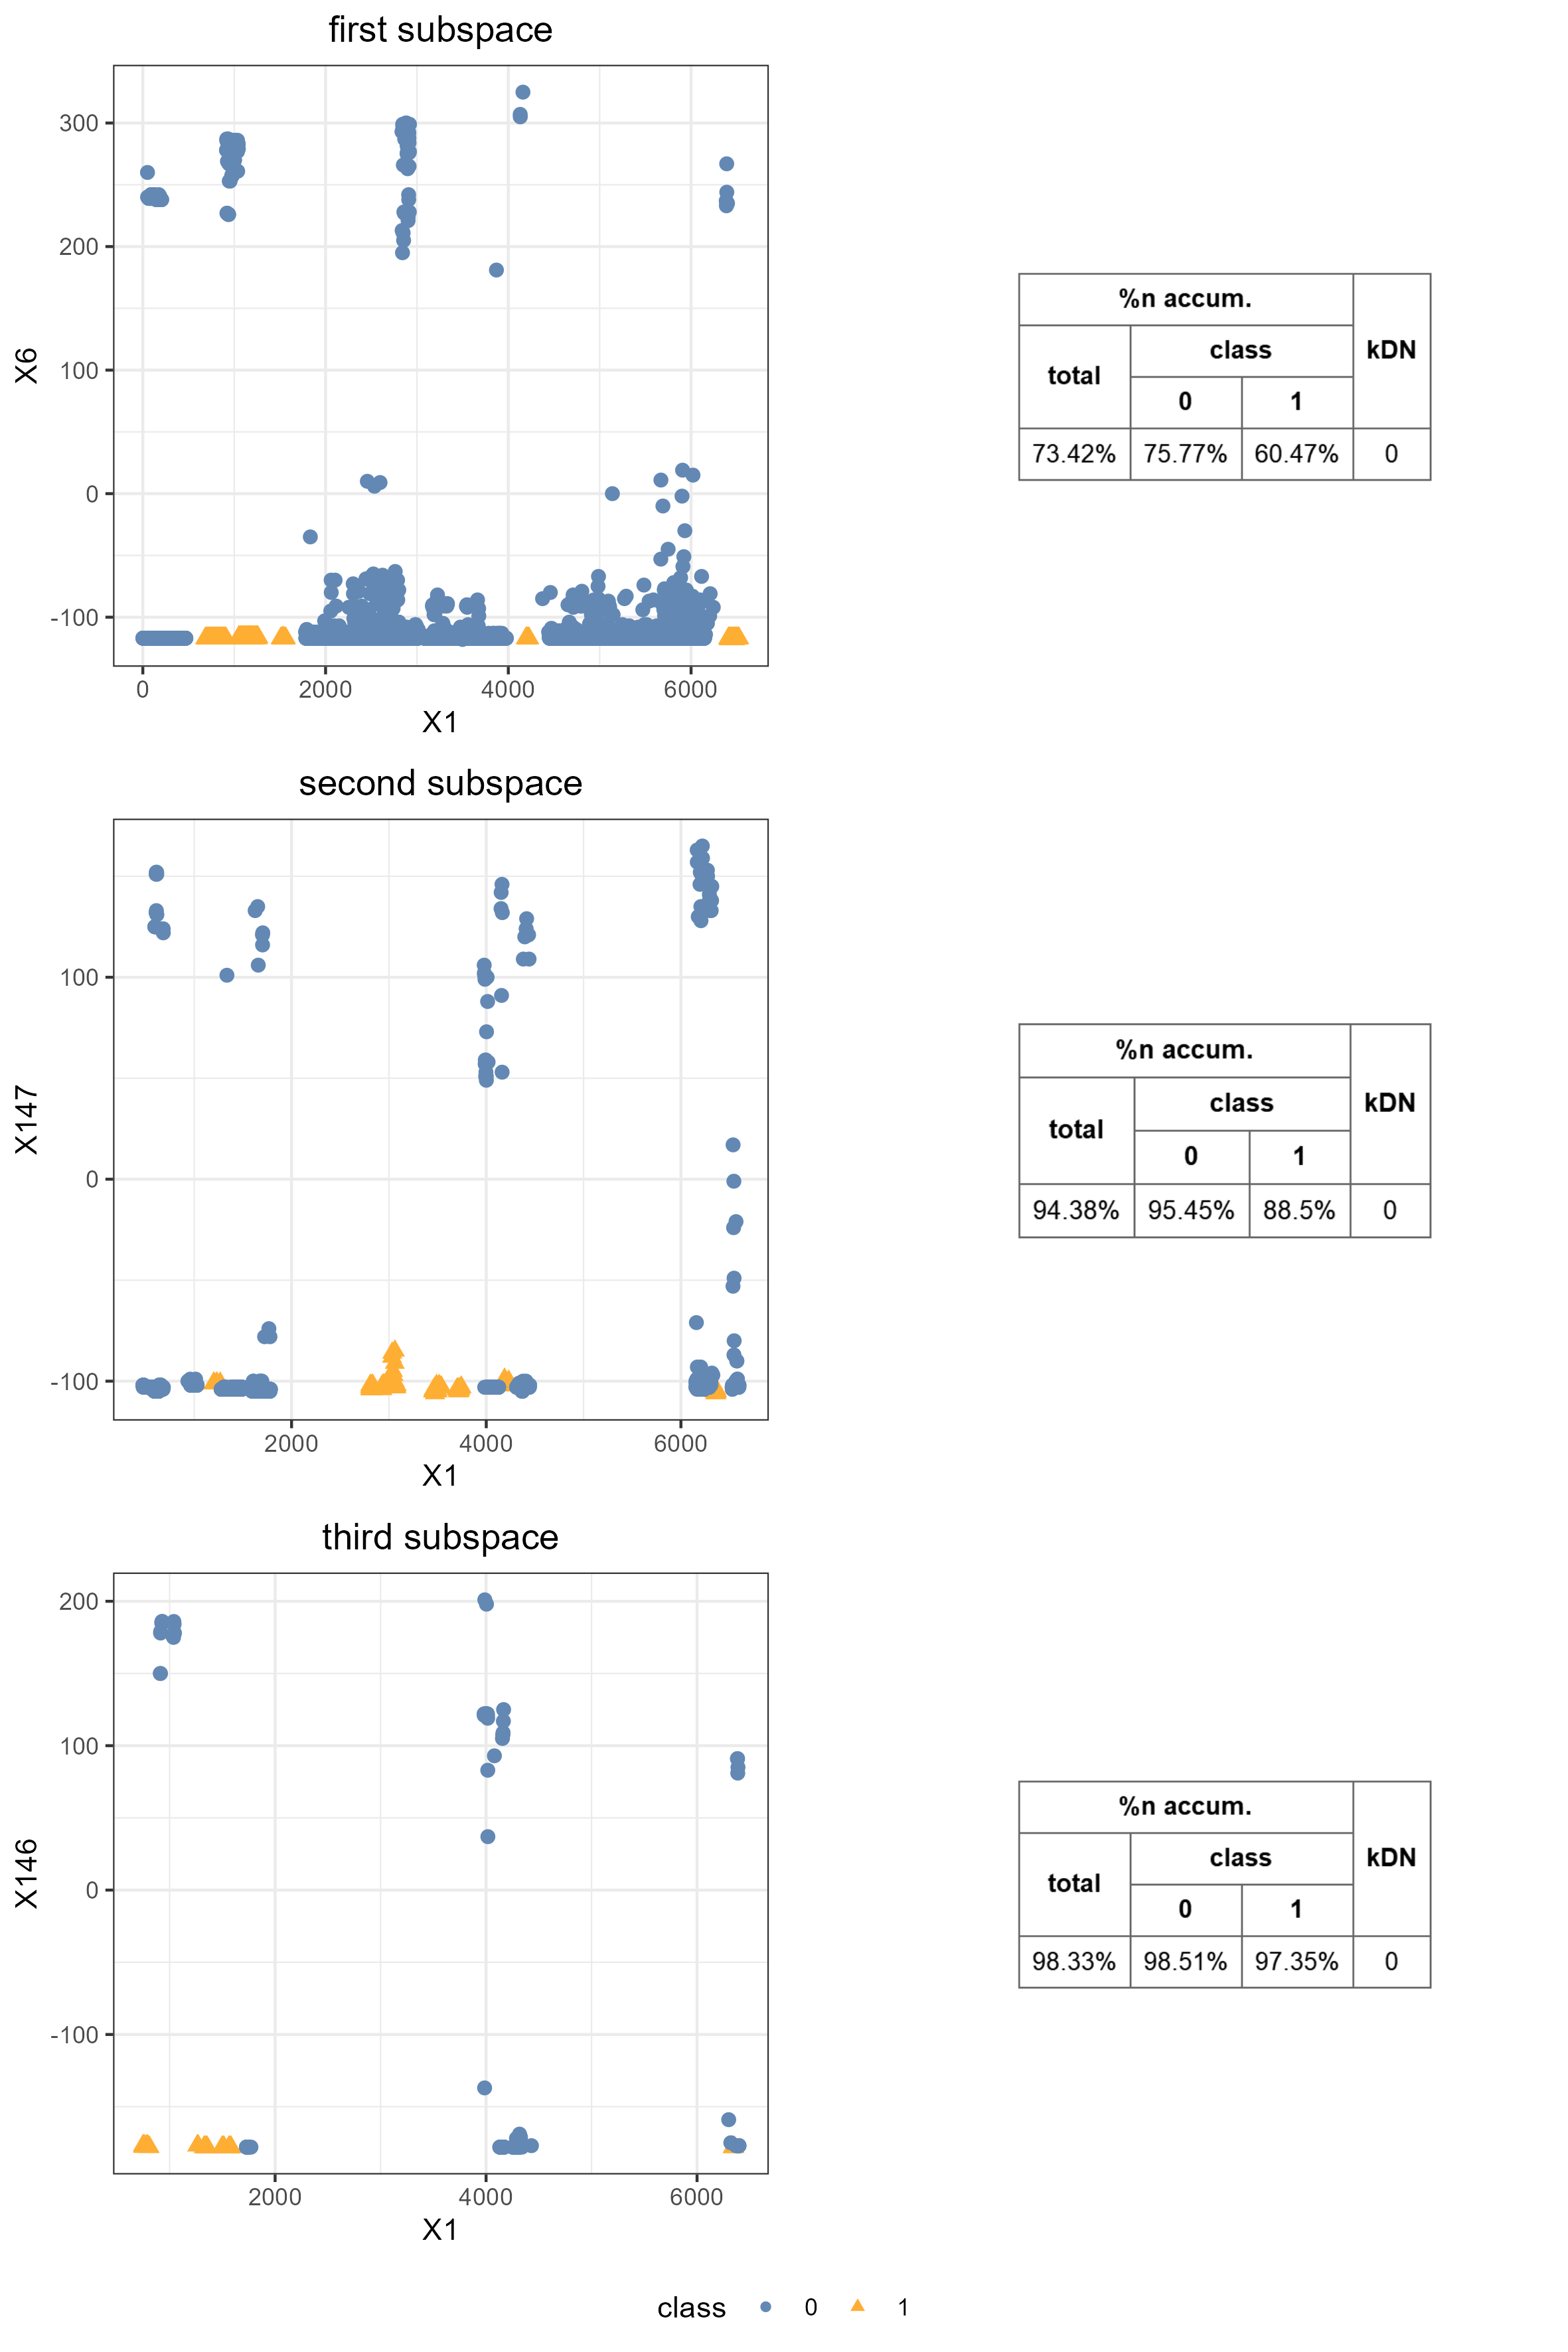 first subspace
X6
300
200
100
0
-100
0 2000 4000 6000
X1
%n accum. kDN
total class
0 1
73.42% 75.77% 60.47% 0
second subspace
X147
100
0
-100
2000 4000 6000
X1
%n accum. kDN
total class
0 1
94.38% 95.45% 88.5% 0
third subspace
X146
200
100
0
-100
2000 4000 6000
X1
%n accum. kDN
total class
0 1
98.33% 98.51% 97.35% 0
class 0 1